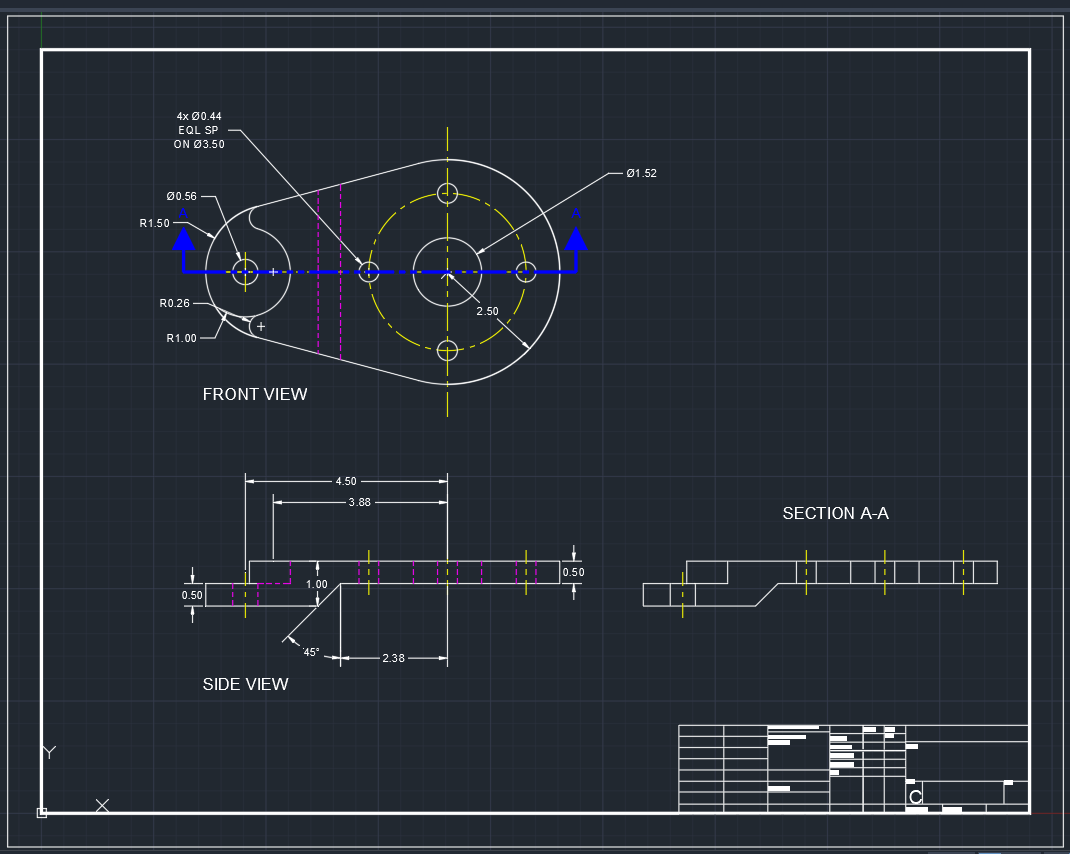 4x Ø0.44
EQL SP
ON Ø3.50
Ø1.52
Ø0.56
A
A
R1.50
R0.26
2.50
R1.00
FRONT VIEW
4.50
3.88
SECTION A-A
0.50
1.00
0.50
45°
2.38
SIDE VIEW
Y
X
C